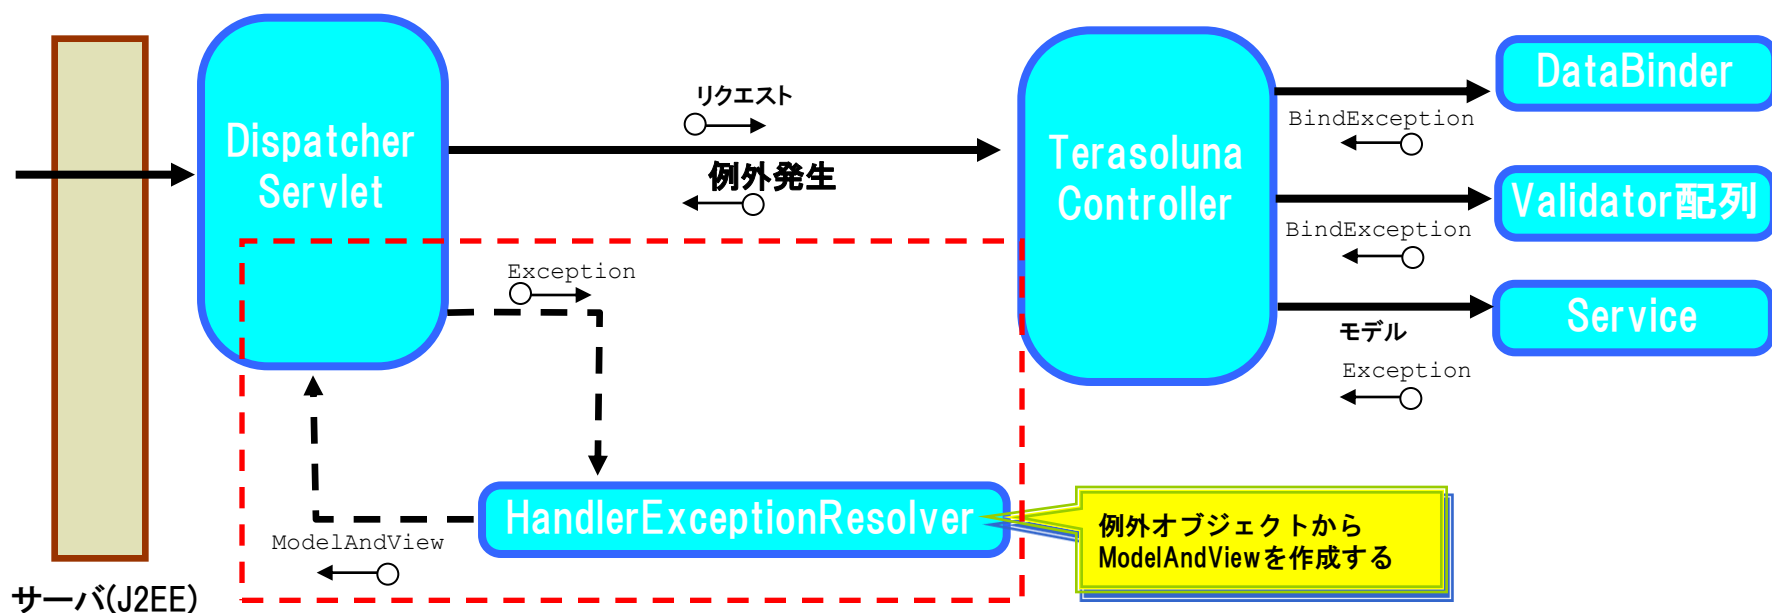 リクエスト
例外発生
Dispatcher
Servlet
Terasoluna
Controller
DataBinder
BindException
Validator配列
BindException
Service
モデル
Exception
Exception
HandlerExceptionResolver
ModelAndView
例外オブジェクトから
ModelAndViewを作成する
サーバ(J2EE)